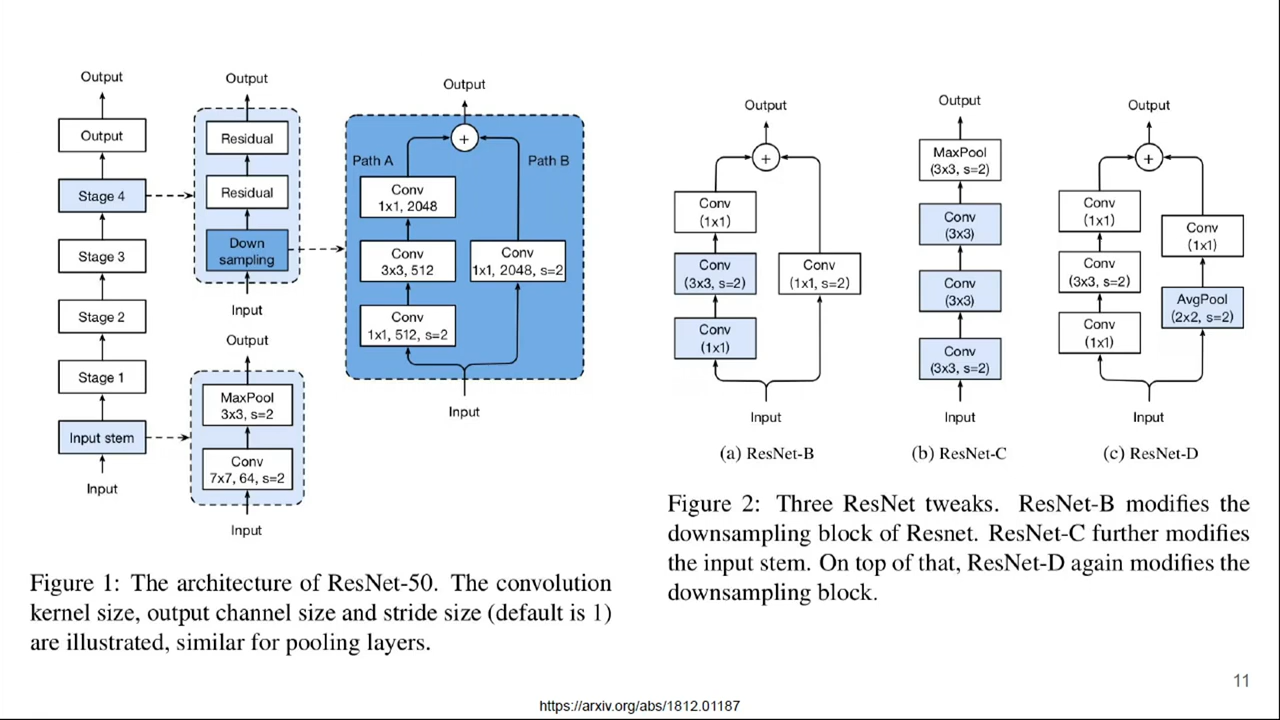 Output
Output
Stage 4
Stage 3
Stage 2
Stage 1
Input stem
Input
Output
Residual
Residual
Down
sampling
Input
Output
MaxPool
3x3, s=2
Conv
7x7, 64, s=2
Input
Output
+
Path A
Path B
Conv
1x1, 2048
Conv
3x3, 512
Conv
1x1, 512, s=2
Conv
1x1, 2048, s=2
Input
Figure 1: The architecture of ResNet-50. The convolution
kernel size, output channel size and stride size (default is 1)
are illustrated, similar for pooling layers.
Output
+
Conv
(1x1)
Conv
(3x3, s=2)
Conv
(1x1)
Conv
(1x1, s=2)
Input
(a) ResNet-B
Output
MaxPool
(3x3, s=2)
Conv
(3x3)
Conv
(3x3)
Conv
(3x3, s=2)
Input
(b) ResNet-C
Output
+
Conv
(1x1)
Conv
(3x3, s=2)
Conv
(1x1)
Conv
(1x1)
AvgPool
(2x2, s=2)
Input
(c) ResNet-D
Figure 2: Three ResNet tweaks. ResNet-B modifies the
downsampling block of Resnet. ResNet-C further modifies
the input stem. On top of that, ResNet-D again modifies the
downsampling block.
11
https://arxiv.org/abs/1812.01187